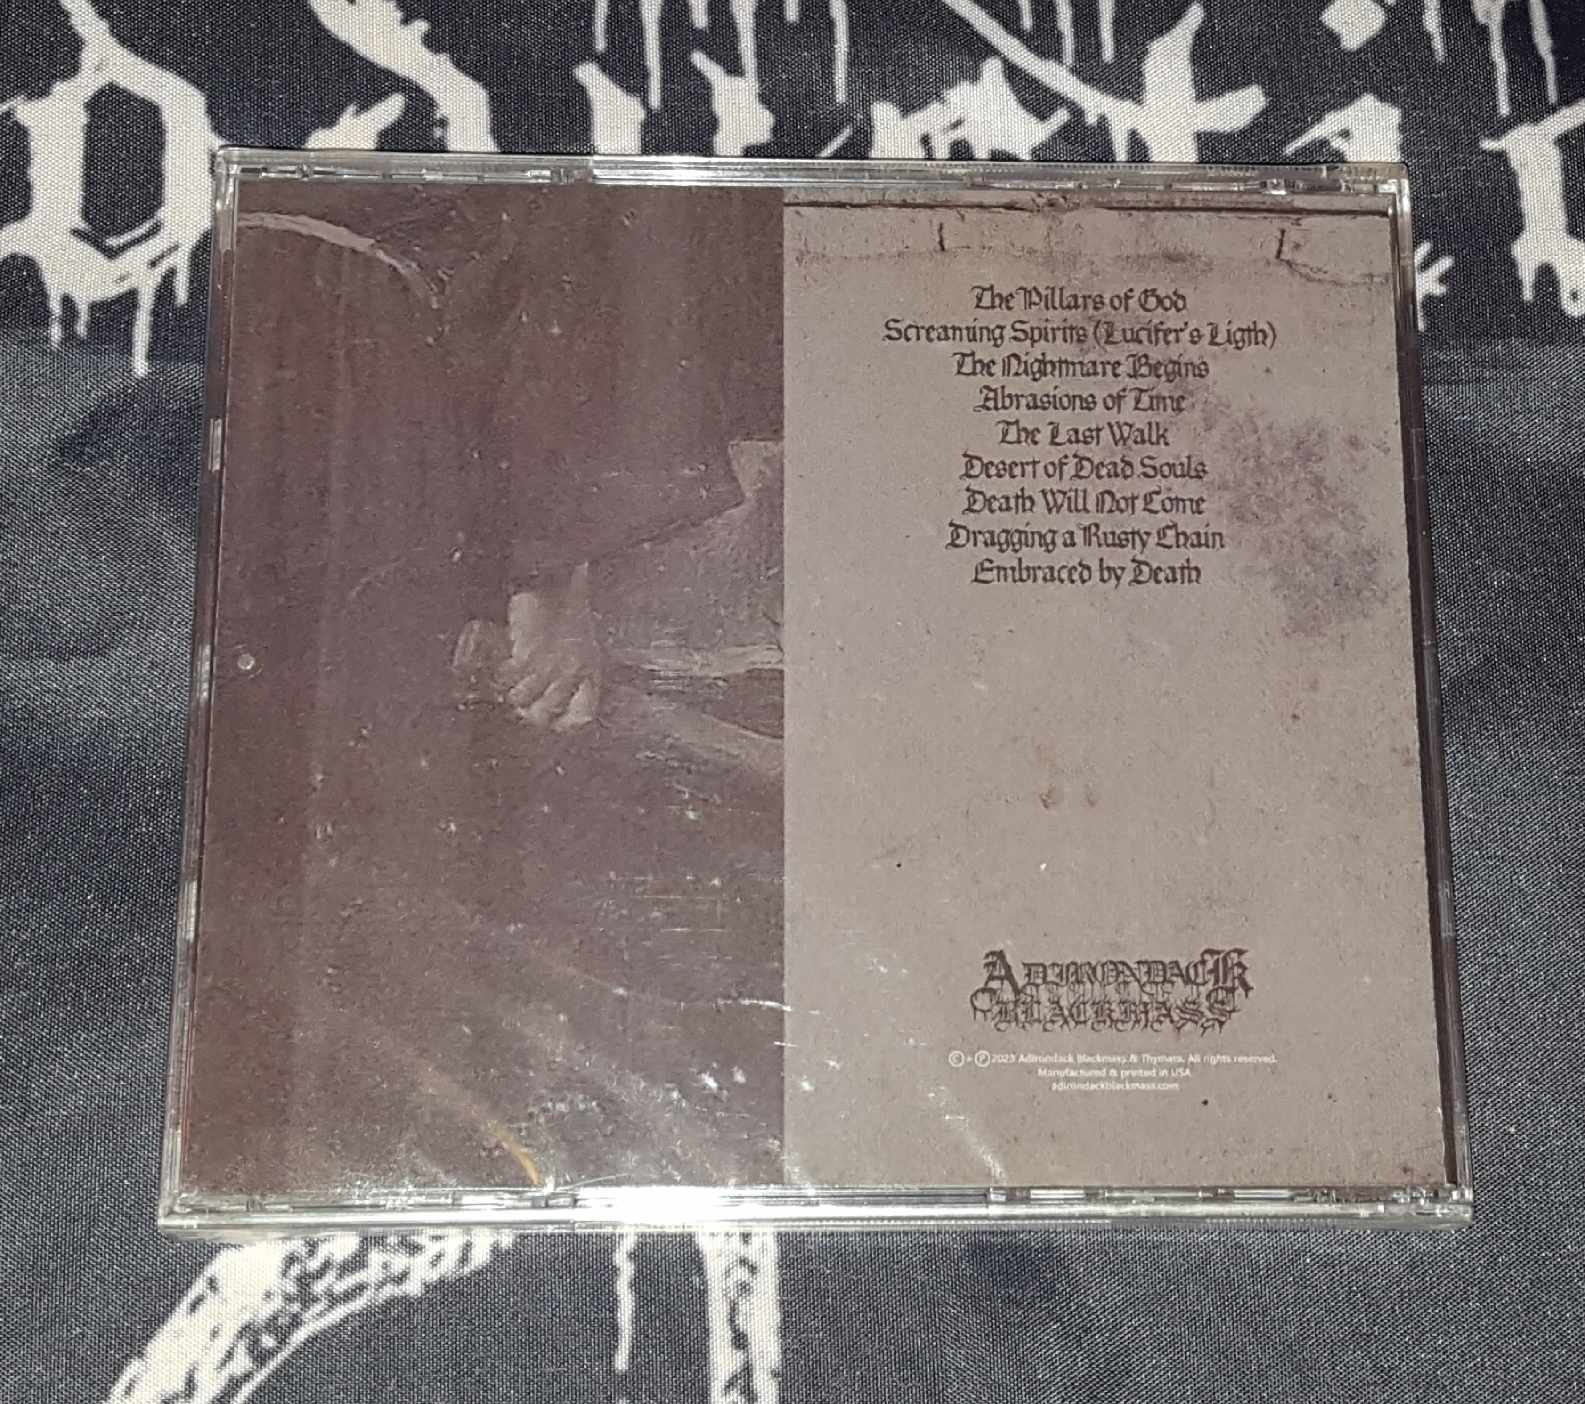 The Pillars of God
Screaming Spirits (Lucifer's Ligth)
The Nightmare Begins
Abrasions of Time
The Last Walk
Desert of Dead Souls
Death Will Not Come
Dragging a Rusty Chain
Embraced by Death
ADIRONDACK
BLACKMASS
© + ℗ 2023 Adirondack Blackmass & Thymata. All rights reserved.
Manufactured & printed in USA
adirondackblackmass.com